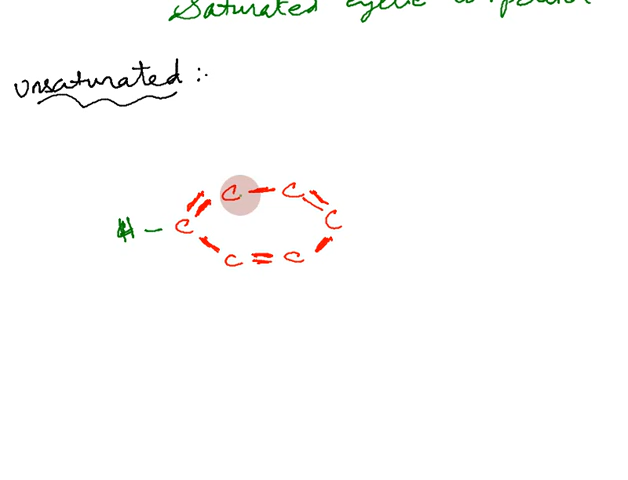 Saturated cyclic
Unsaturated :.
C - C
H - C C
C = C